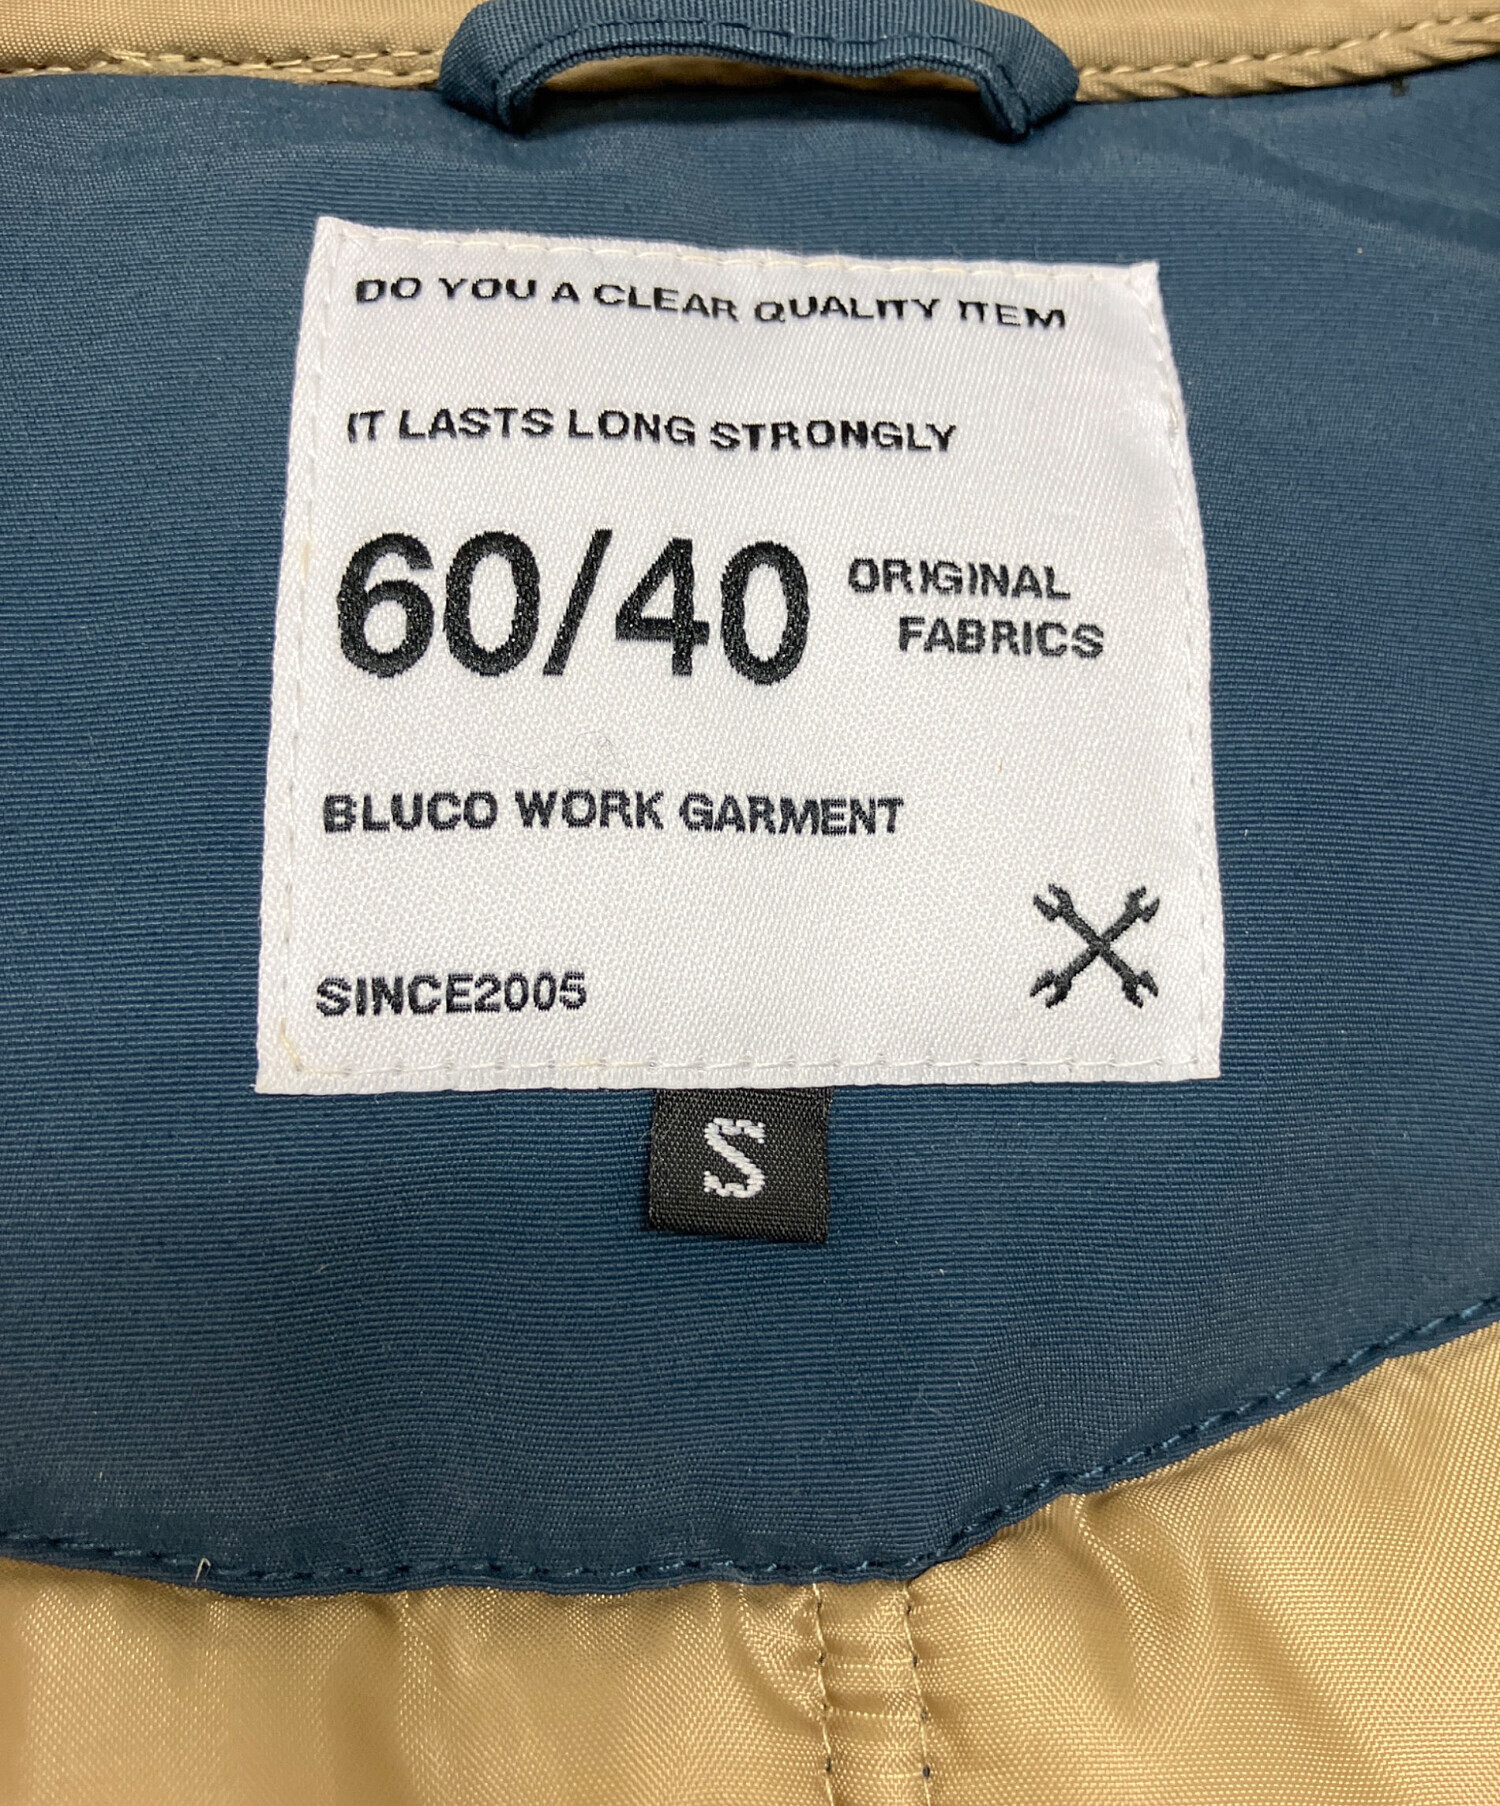 DO YOU A CLEAR QUALITY ITEM
IT LASTS LONG STRONGLY
60/40 ORIGINAL
FABRICS
BLUCO WORK GARMENT
SINCE2005
S